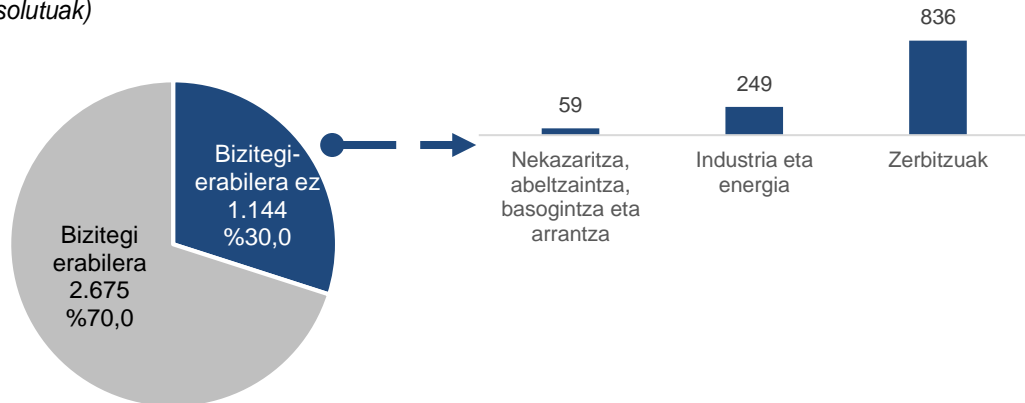 solutuak)
Bizitegi-
erabilera ez
1.144
%30,0
Bizitegi
erabilera
2.675
%70,0
59
249
836
Nekazaritza,
abeltzaintza,
basogintza eta
arrantza
Industria eta
energia
Zerbitzuak